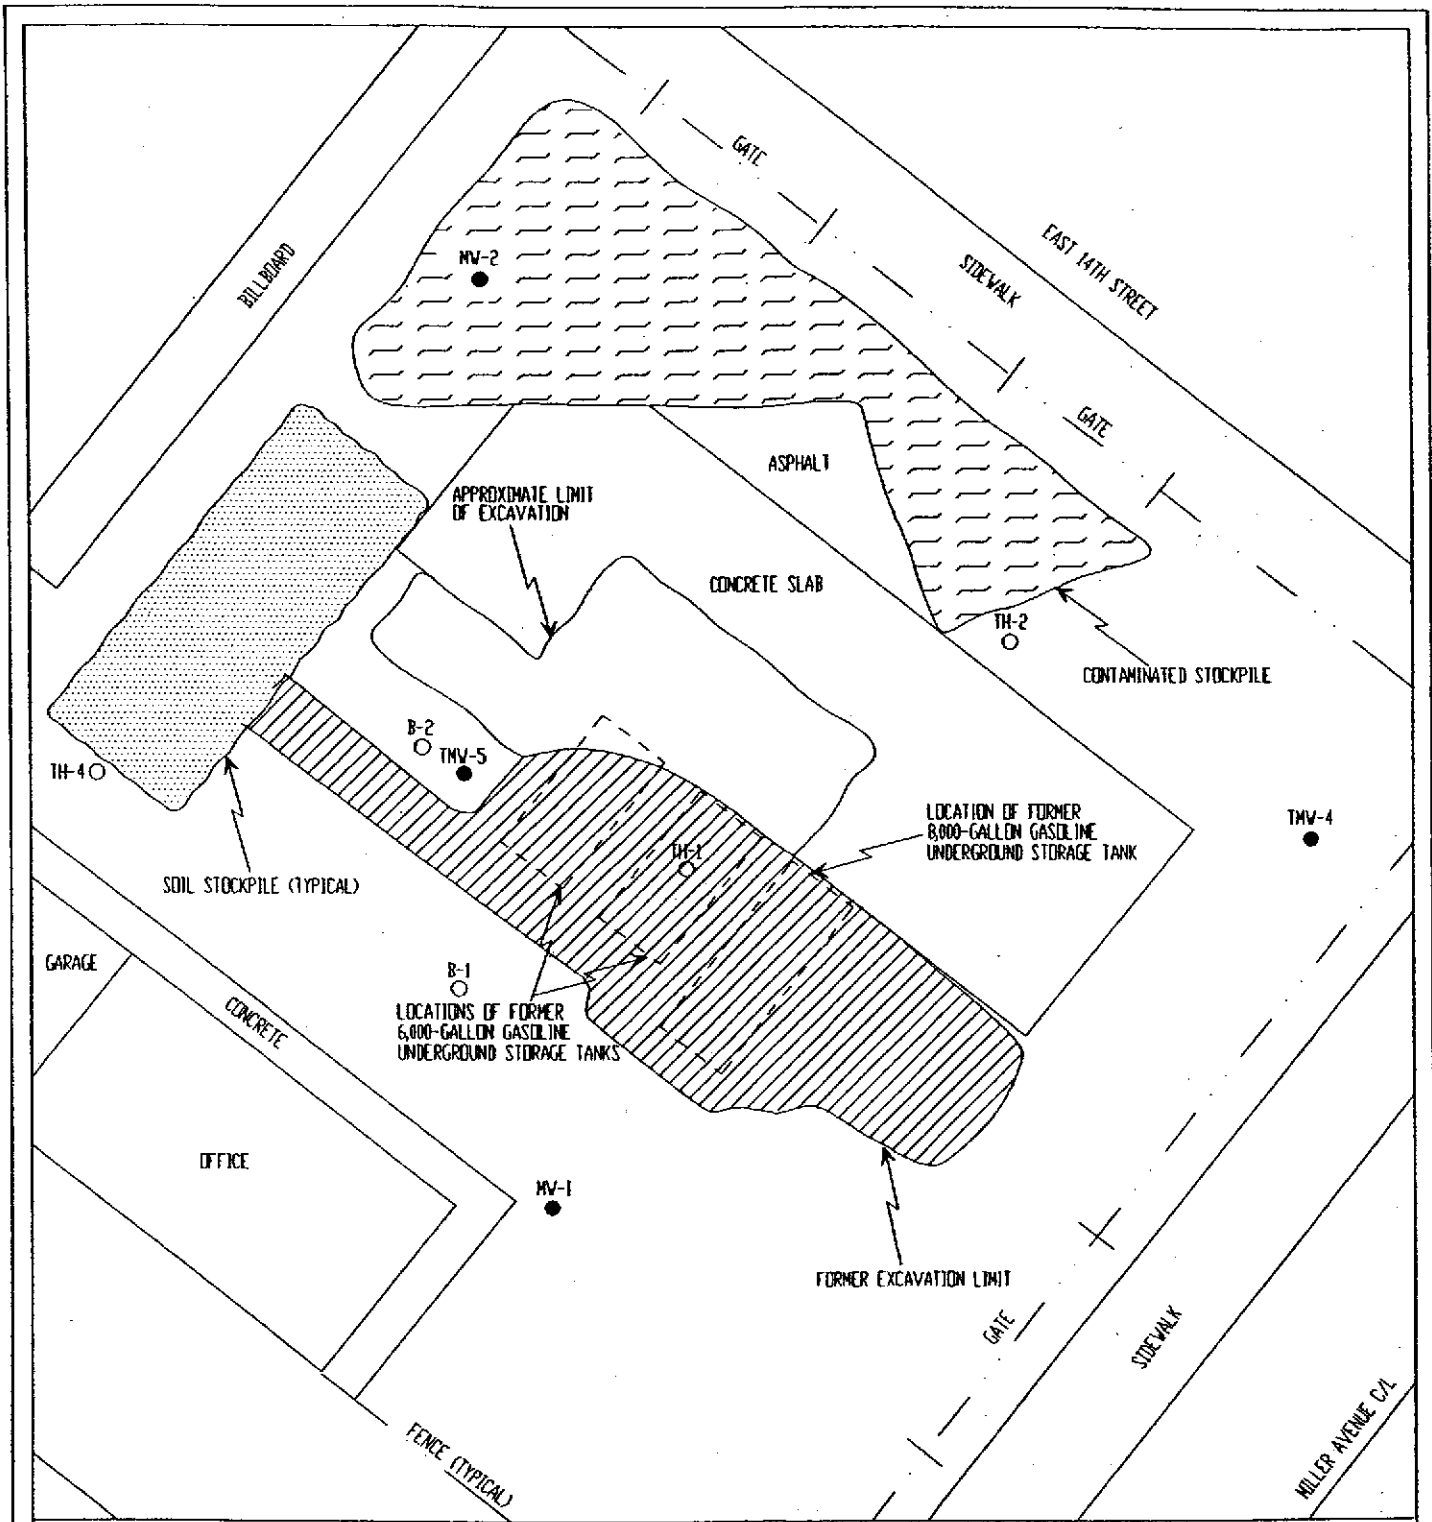 GATE
EAST 14TH STREET
SIDEWALK
BILLBOARD
MW-2
GATE
ASPHALT
APPROXIMATE LIMIT
OF EXCAVATION
CONCRETE SLAB
TH-2
CONTAMINATED STOCKPILE
B-2
TMW-5
TH-4
LOCATION OF FORMER
8,000-GALLON GASOLINE
UNDERGROUND STORAGE TANK
TMW-4
TH-1
SOIL STOCKPILE (TYPICAL)
GARAGE
B-1
CONCRETE
LOCATIONS OF FORMER
6,000-GALLON GASOLINE
UNDERGROUND STORAGE TANKS
OFFICE
MW-1
FORMER EXCAVATION LIMIT
GATE
SIDEWALK
MILLER AVENUE C/L
FENCE (TYPICAL)